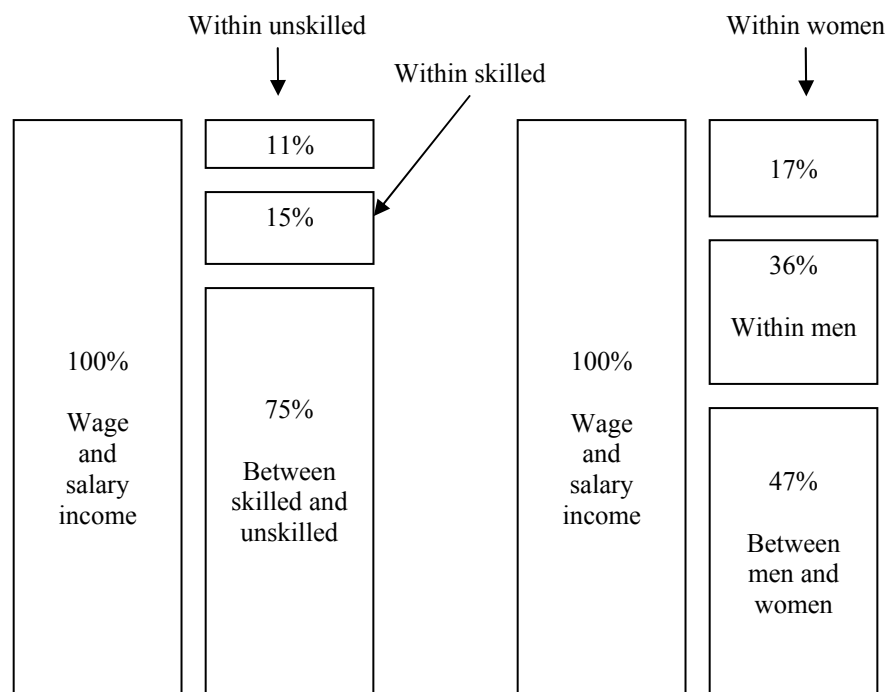 Within unskilled
Within skilled
11%
15%
100%
Wage
and
salary
income
75%
Between
skilled and
unskilled
Within women
17%
36%
Within men
100%
Wage
and
salary
income
47%
Between
men and
women